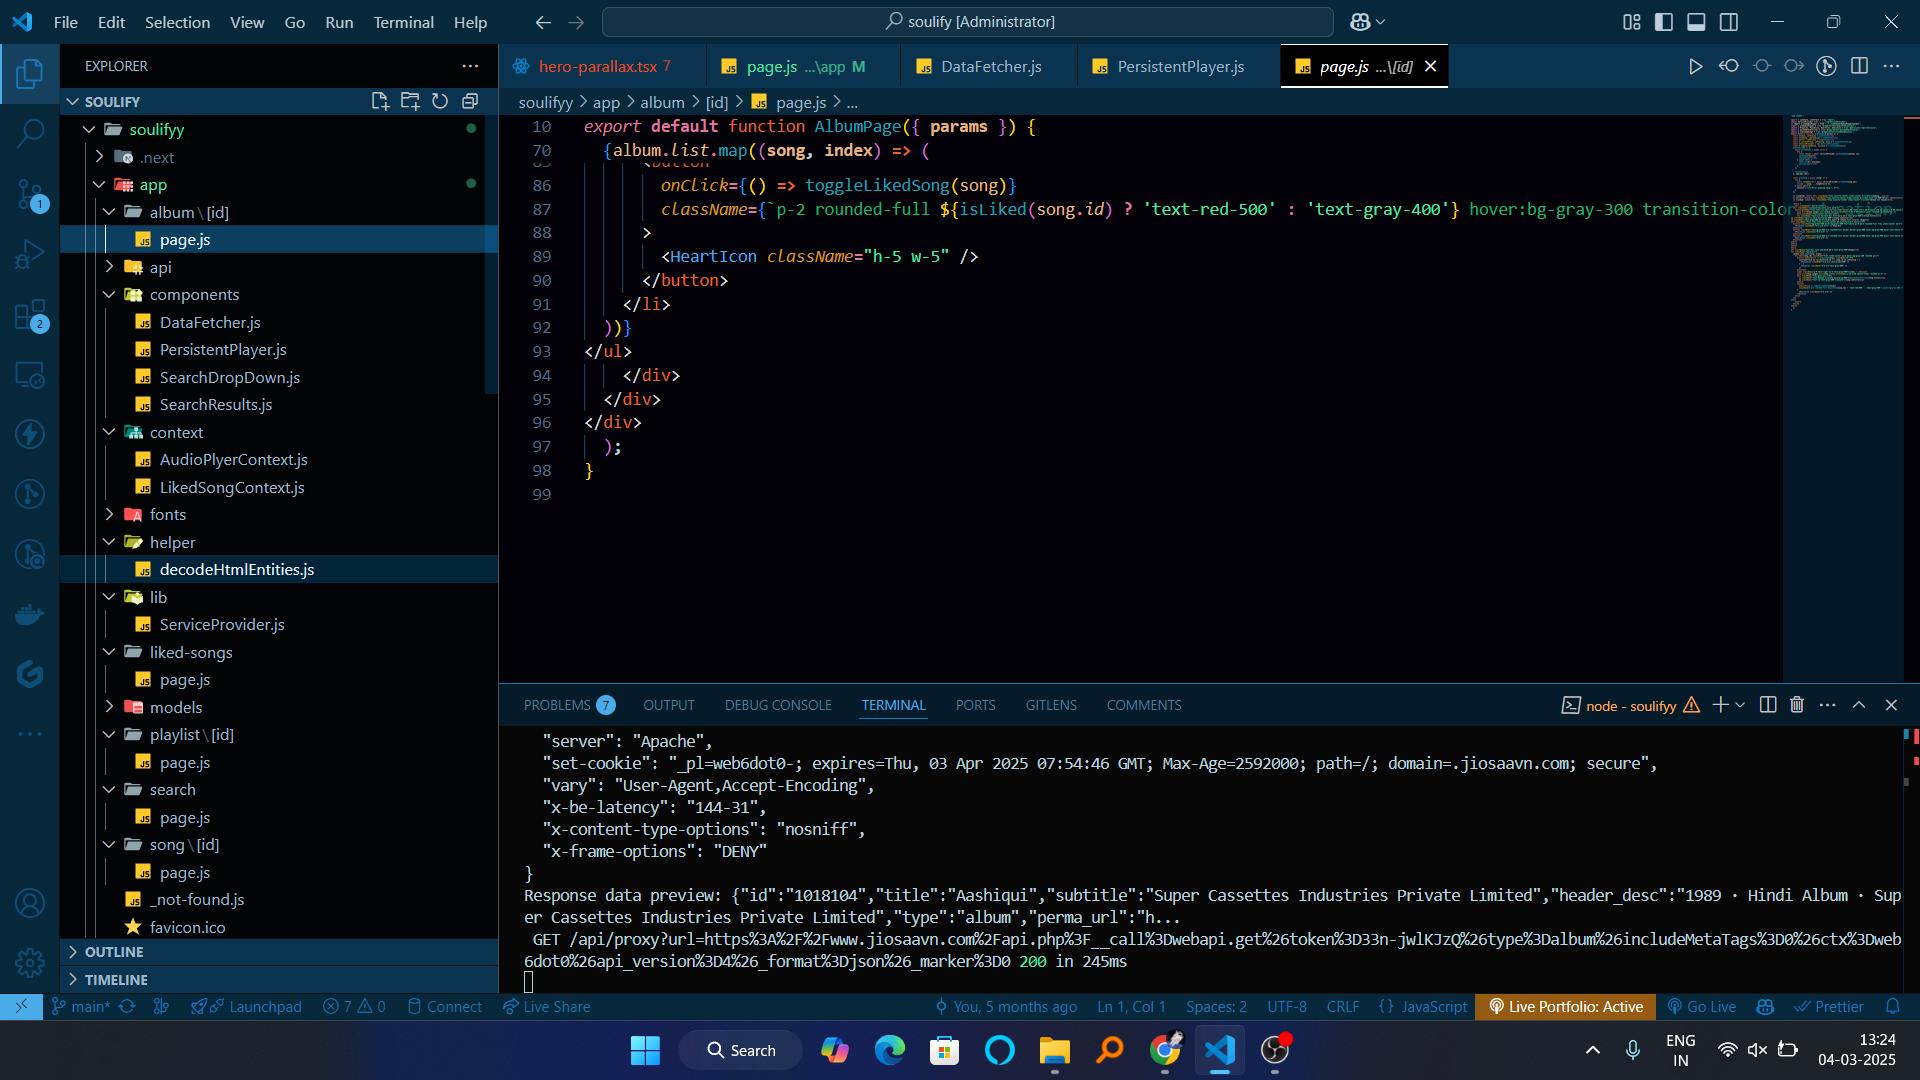 File Edit Selection View Go Run Terminal Help
soulify [Administrator]
EXPLORER
SOULIFY
soulifyy
.next
app
album\[id]
page.js
api
components
DataFetcher.js
PersistentPlayer.js
SearchDropDown.js
SearchResults.js
context
AudioPlyerContext.js
LikedSongContext.js
fonts
helper
decodeHtmlEntities.js
lib
ServiceProvider.js
liked-songs
page.js
models
playlist\[id]
page.js
search
page.js
song\[id]
page.js
_not-found.js
favicon.ico
OUTLINE
TIMELINE
1
2
hero-parallax.tsx 7
page.js ...\app M
DataFetcher.js
PersistentPlayer.js
page.js ...\[id]
soulifyy > app > album > [id] > page.js > ...
10 export default function AlbumPage({ params }) {
70 {album.list.map((song, index) => (
85 <button
86 onClick={() => toggleLikedSong(song)}
87 className={`p-2 rounded-full ${isLiked(song.id) ? 'text-red-500' : 'text-gray-400'} hover:bg-gray-300 transition-color
88 >
89 <HeartIcon className="h-5 w-5" />
90 </button>
91 </li>
92 ))}
93 </ul>
94 </div>
95 </div>
96 </div>
97 );
98 }
99
PROBLEMS 7 OUTPUT DEBUG CONSOLE TERMINAL PORTS GITLENS COMMENTS
node - soulifyy
"server": "Apache",
"set-cookie": "_pl=web6dot0-; expires=Thu, 03 Apr 2025 07:54:46 GMT; Max-Age=2592000; path=/; domain=.jiosaavn.com; secure",
"vary": "User-Agent,Accept-Encoding",
"x-be-latency": "144-31",
"x-content-type-options": "nosniff",
"x-frame-options": "DENY"
}
Response data preview: {"id":"1018104","title":"Aashiqui","subtitle":"Super Cassettes Industries Private Limited","header_desc":"1989 · Hindi Album · Sup
er Cassettes Industries Private Limited","type":"album","perma_url":"h...
GET /api/proxy?url=https%3A%2F%2Fwww.jiosaavn.com%2Fapi.php%3F__call%3Dwebapi.get%26token%3D33n-jwlKJzQ%26type%3Dalbum%26includeMetaTags%3D0%26ctx%3Dweb
6dot0%26api_version%3D4%26_format%3Djson%26_marker%3D0 200 in 245ms
main* Launchpad 7 0 Connect Live Share
You, 5 months ago Ln 1, Col 1 Spaces: 2 UTF-8 CRLF {} JavaScript Live Portfolio: Active Go Live Prettier
Search
ENG
IN
13:24
04-03-2025